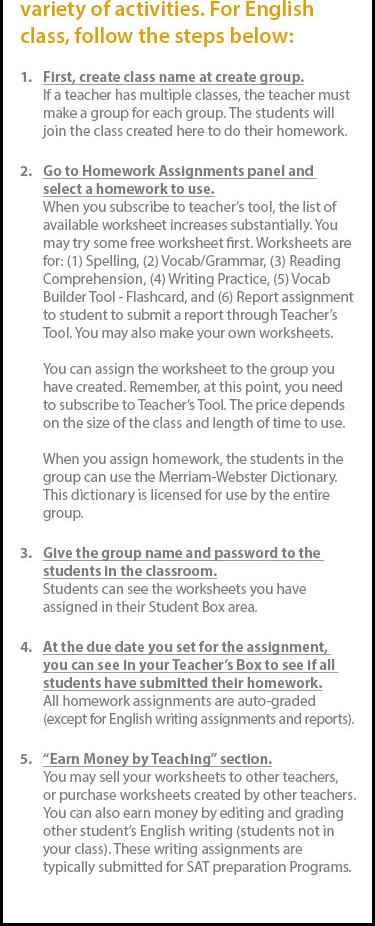 variety of activities. For English
class, follow the steps below:
1. First, create class name at create group.
If a teacher has multiple classes, the teacher must
make a group for each group. The students will
join the class created here to do their homework.
2. Go to Homework Assignments panel and
select a homework to use.
When you subscribe to teacher's tool, the list of
available worksheet increases substantially. You
may try some free worksheet first. Worksheets are
for: (1) Spelling, (2) Vocab/Grammar, (3) Reading
Comprehension, (4) Writing Practice, (5) Vocab
Builder Tool - Flashcard, and (6) Report assignment
to student to submit a report through Teacher's
Tool. You may also make your own worksheets.
You can assign the worksheet to the group you
have created. Remember, at this point, you need
to subscribe to Teacher's Tool. The price depends
on the size of the class and length of time to use.
When you assign homework, the students in the
group can use the Merriam-Webster Dictionary.
This dictionary is licensed for use by the entire
group.
3. Give the group name and password to the
students in the classroom.
Students can see the worksheets you have
assigned in their Student Box area.
4. At the due date you set for the assignment,
you can see in your Teacher's Box to see if all
students have submitted their homework.
All homework assignments are auto-graded
(except for English writing assignments and reports).
5. "Earn Money by Teaching" section.
You may sell your worksheets to other teachers,
or purchase worksheets created by other teachers.
You can also earn money by editing and grading
other student's English writing (students not in
your class). These writing assignments are
typically submitted for SAT preparation Programs.